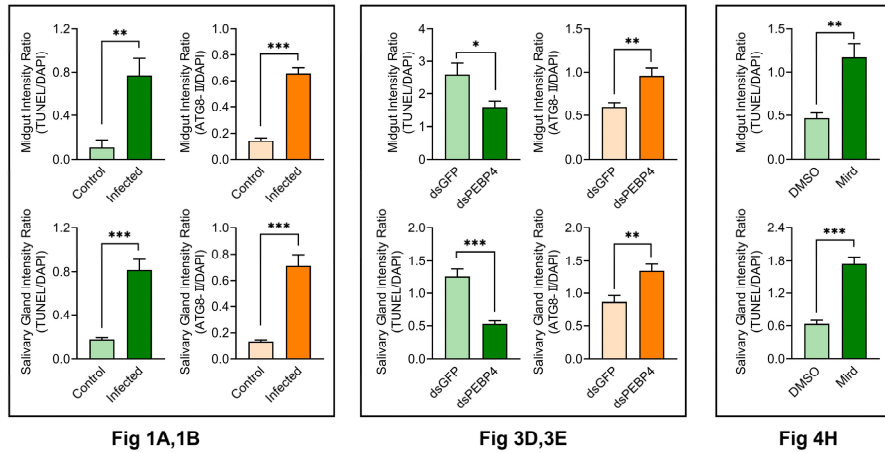 Midgut Intensity Ratio
(TUNEL/DAPI)
1.2
0.8
0.4
0.0
**
Control
Infected
Midgut Intensity Ratio
(ATG8-II/DAPI)
1.0
0.8
0.6
0.4
0.2
0.0
***
Control
Infected
Salivary Gland Intensity Ratio
(TUNEL/DAPI)
1.2
0.8
0.4
0.0
***
Control
Infected
Salivary Gland Intensity Ratio
(ATG8-II/DAPI)
1.0
0.8
0.6
0.4
0.2
0.0
***
Control
Infected
Fig 1A,1B
Midgut Intensity Ratio
(TUNEL/DAPI)
4
3
2
1
0
*
dsGFP
dsPEBP4
Midgut Intensity Ratio
(ATG8-II/DAPI)
1.5
1.0
0.5
0.0
**
dsGFP
dsPEBP4
Salivary Gland Intensity Ratio
(TUNEL/DAPI)
2.0
1.5
1.0
0.5
0.0
***
dsGFP
dsPEBP4
Salivary Gland Intensity Ratio
(ATG8-II/DAPI)
2.0
1.5
1.0
0.5
0.0
**
dsGFP
dsPEBP4
Fig 3D,3E
Midgut Intensity Ratio
(TUNEL/DAPI)
1.5
1.0
0.5
0.0
**
DMSO
Mird
Salivary Gland Intensity Ratio
(TUNEL/DAPI)
2.4
1.8
1.2
0.6
0.0
***
DMSO
Mird
Fig 4H